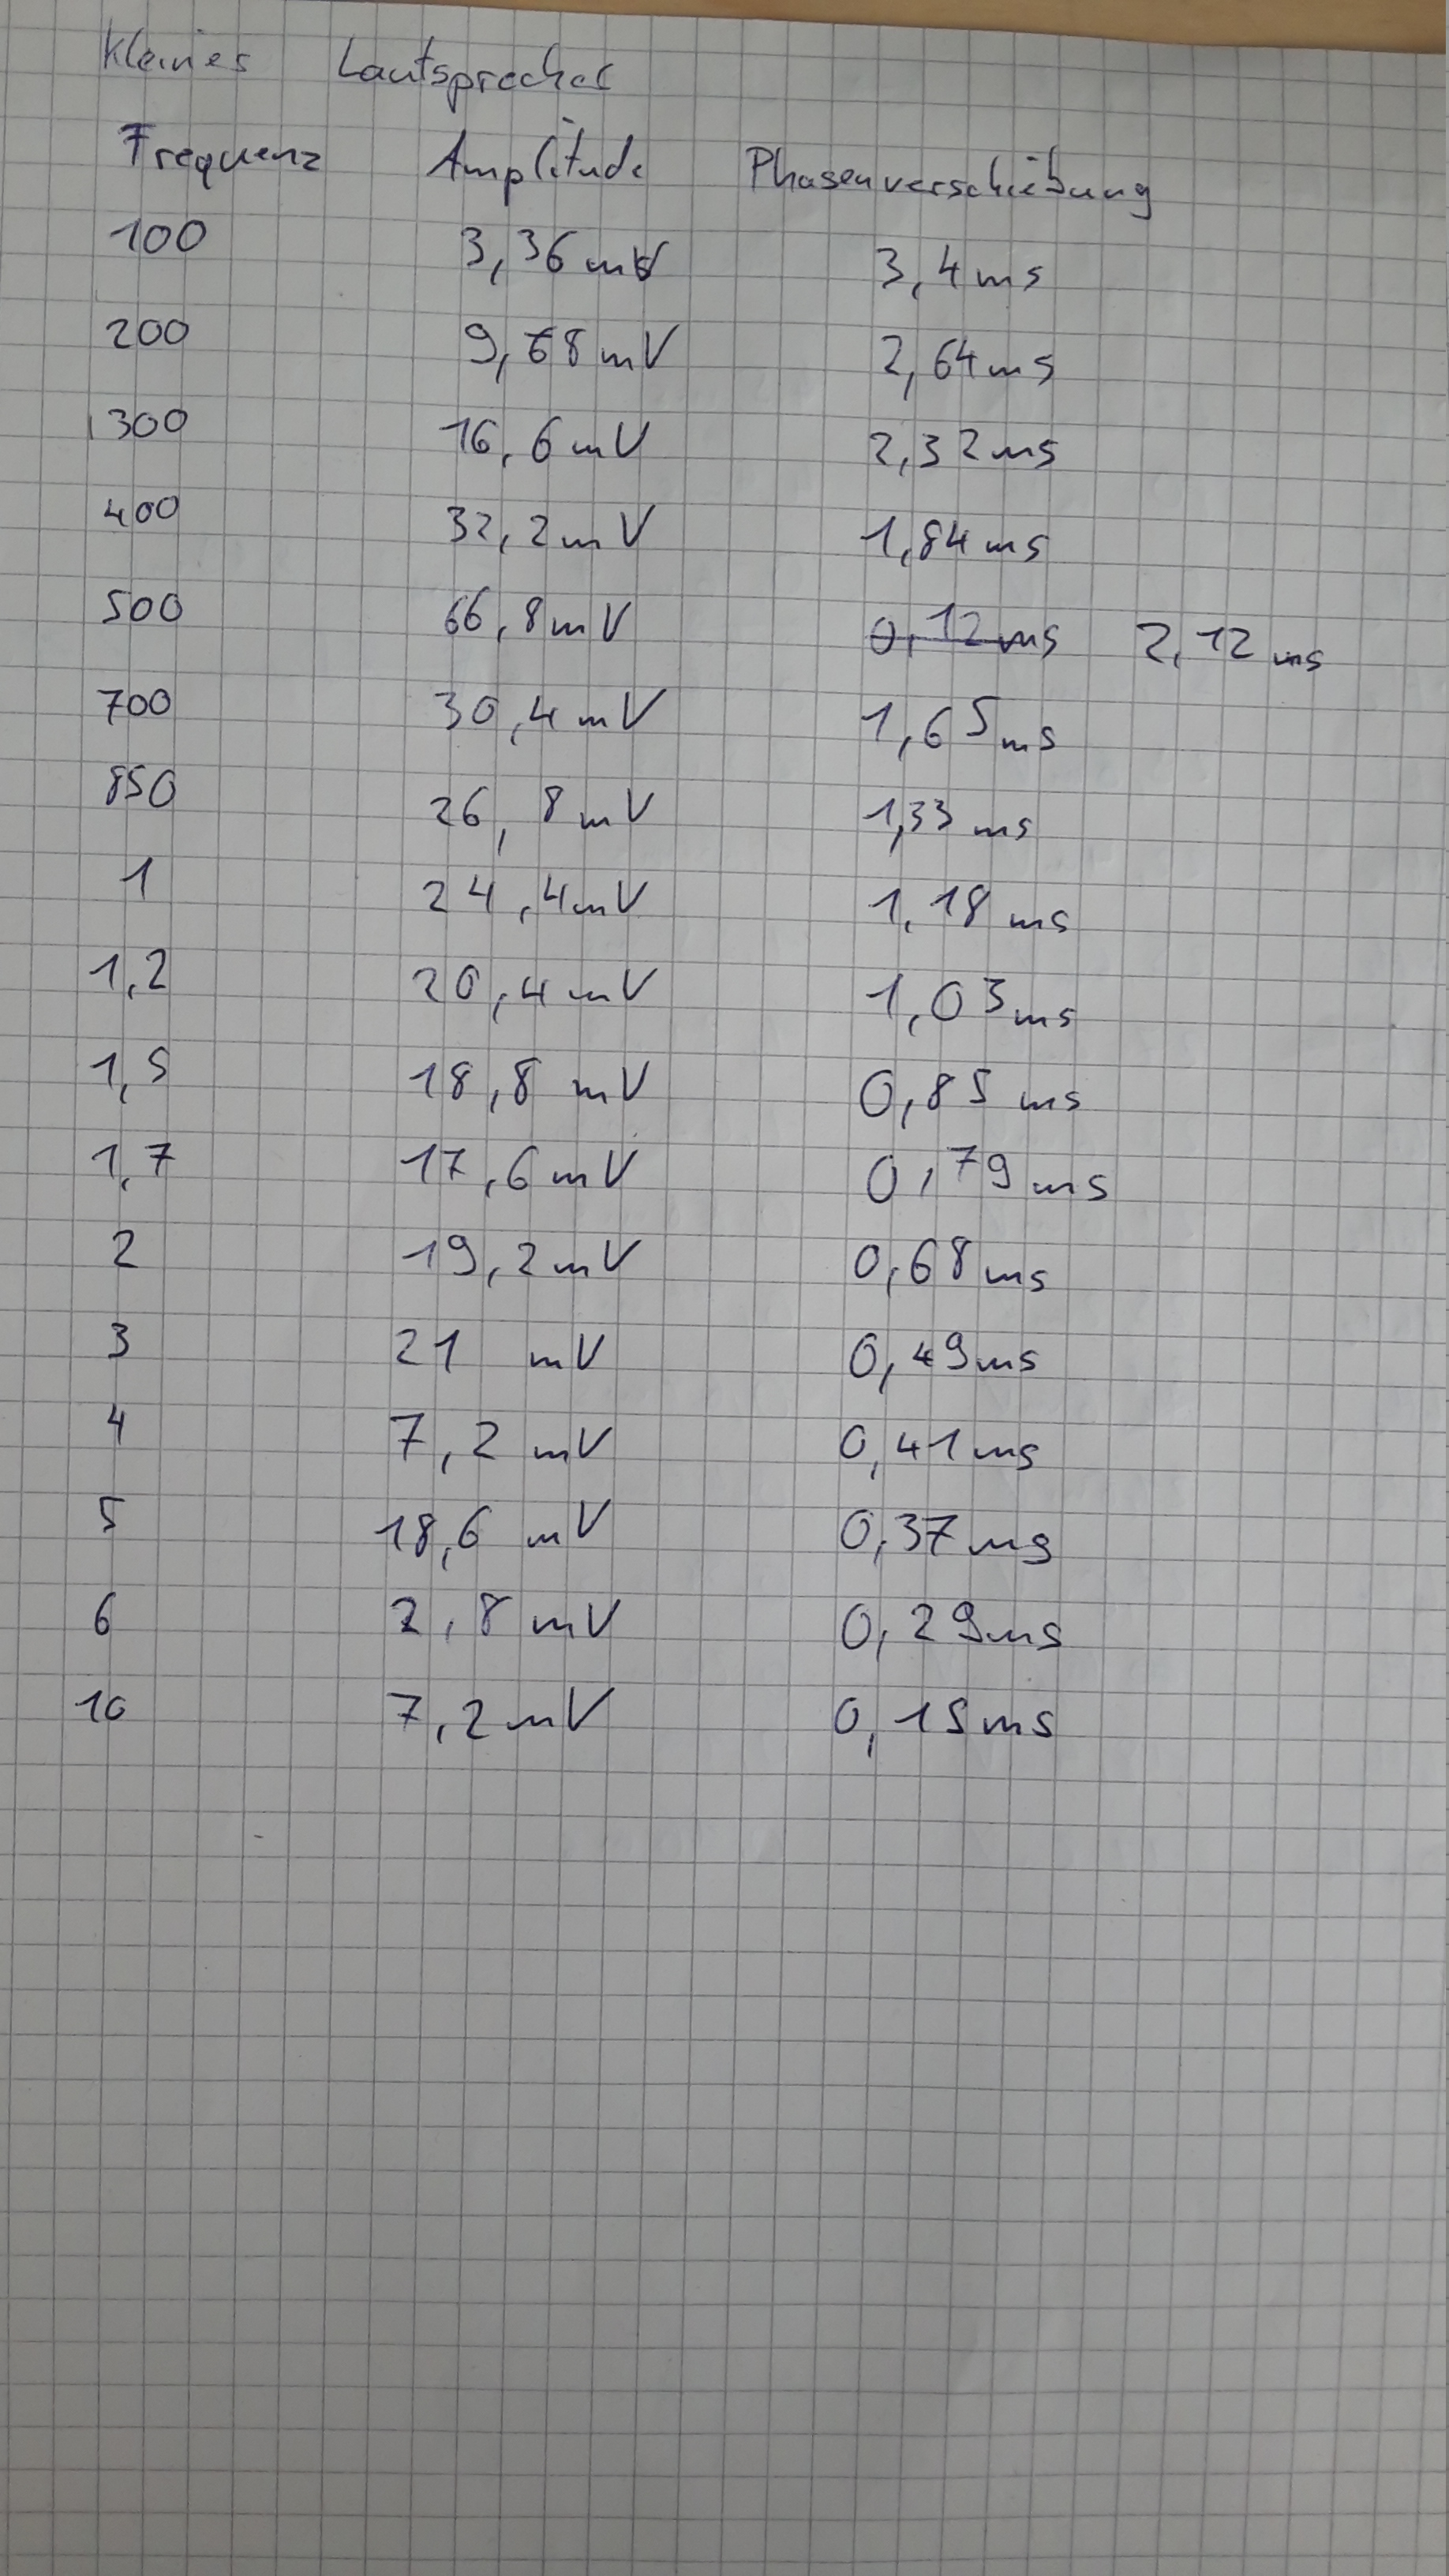 kleines Lautsprecher
Frequenz Amplitude Phasenverschiebung
100 3,36 mV 3,4 ms
200 9,68 mV 2,64 ms
300 16,6 mV 2,32 ms
400 32,2 mV 1,84 ms
500 66,8 mV 0,12 ms 2,12 ms
700 30,4 mV 1,65 ms
850 26,8 mV 1,33 ms
1 24,4 mV 1,18 ms
1,2 20,4 mV 1,03 ms
1,5 18,8 mV 0,85 ms
1,7 17,6 mV 0,79 ms
2 19,2 mV 0,68 ms
3 21 mV 0,49 ms
4 7,2 mV 0,41 ms
5 18,6 mV 0,37 ms
6 2,8 mV 0,29 ms
10 7,2 mV 0,15 ms